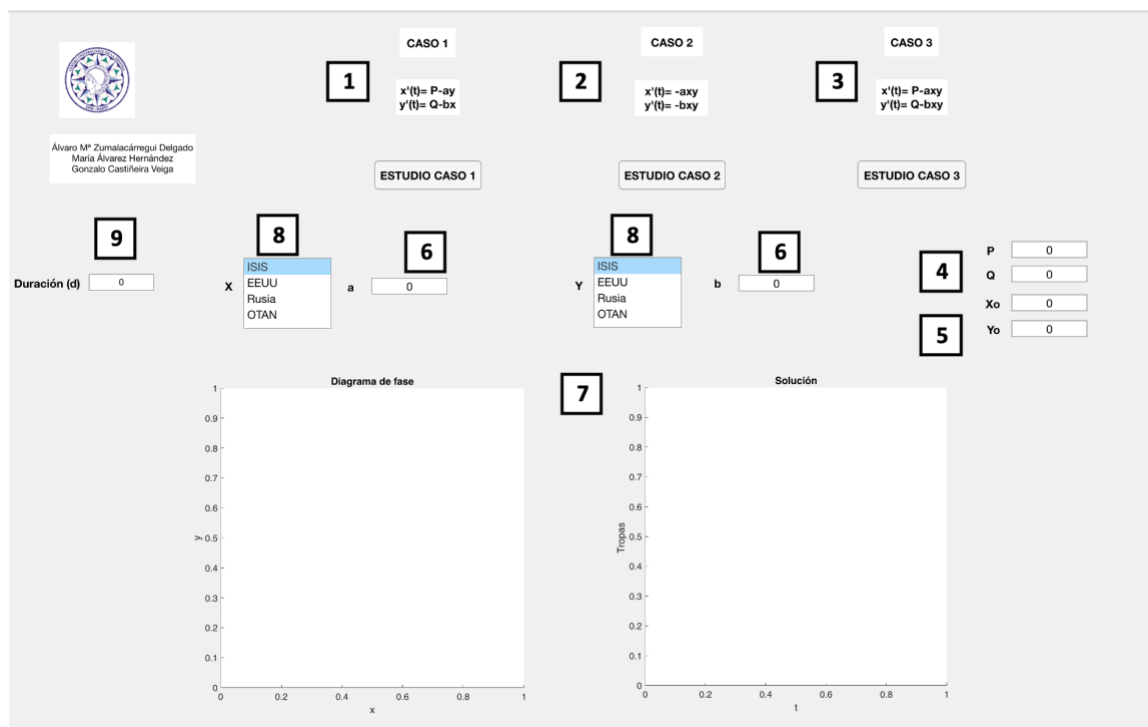 CASO 1
CASO 2
CASO 3
1
x'(t)= P-ay
y'(t)= Q-bx
2
x'(t)= -axy
y'(t)= -bxy
3
x'(t)= P-axy
y'(t)= Q-bxy
Álvaro Mª Zumalacárregui Delgado
María Álvarez Hernández
Gonzalo Castiñeira Veiga
ESTUDIO CASO 1
ESTUDIO CASO 2
ESTUDIO CASO 3
9
Duración (d) 0
8
X
ISIS
EEUU
Rusia
OTAN
6
a 0
8
Y
ISIS
EEUU
Rusia
OTAN
6
b 0
4
P 0
Q 0
5
Xo 0
Yo 0
Diagrama de fase
1
0.9
0.8
0.7
0.6
0.5
0.4
0.3
0.2
0.1
0
y
0 0.2 0.4 0.6 0.8 1
x
7
Solución
1
0.9
0.8
0.7
0.6
0.5
0.4
0.3
0.2
0.1
0
Tropas
0 0.2 0.4 0.6 0.8 1
t